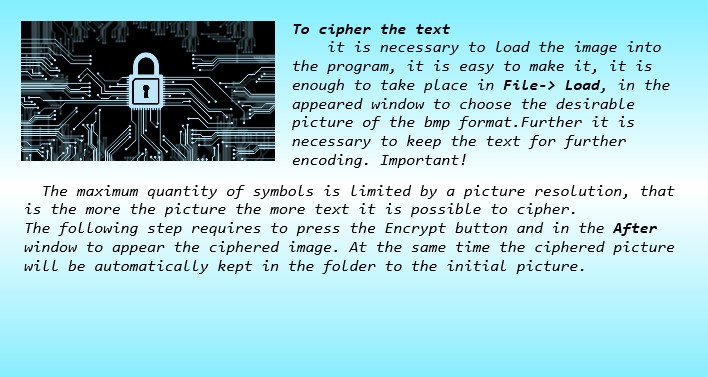 To cipher the text
it is necessary to load the image into
the program, it is easy to make it, it is
enough to take place in File-> Load, in the
appeared window to choose the desirable
picture of the bmp format.Further it is
necessary to keep the text for further
encoding. Important!
The maximum quantity of symbols is limited by a picture resolution, that
is the more the picture the more text it is possible to cipher.
The following step requires to press the Encrypt button and in the After
window to appear the ciphered image. At the same time the ciphered picture
will be automatically kept in the folder to the initial picture.